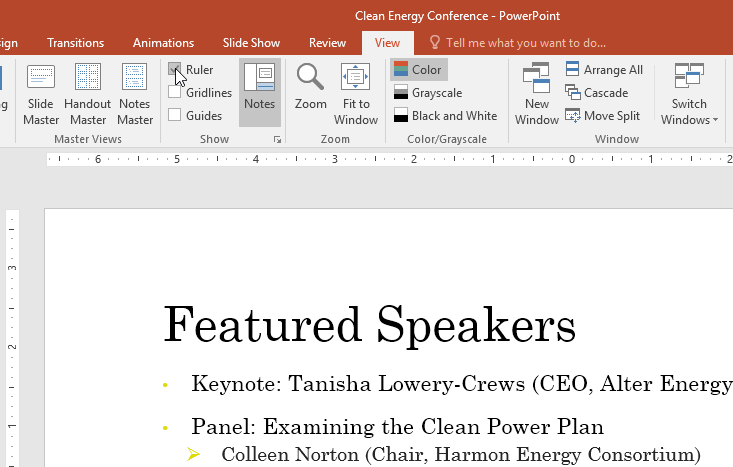 Clean Energy Conference - PowerPoint
sign Transitions Animations Slide Show Review View Tell me what you want to do...
Slide Master
Handout Master
Notes Master
Master Views
Ruler
Gridlines
Guides
Notes
Show
Zoom
Fit to Window
Zoom
Color
Grayscale
Black and White
Color/Grayscale
New Window
Arrange All
Cascade
Move Split
Window
Switch Windows
6 5 4 3 2 1 0 1 2
3
2
1
Featured Speakers
• Keynote: Tanisha Lowery-Crews (CEO, Alter Energy
• Panel: Examining the Clean Power Plan
➢ Colleen Norton (Chair, Harmon Energy Consortium)